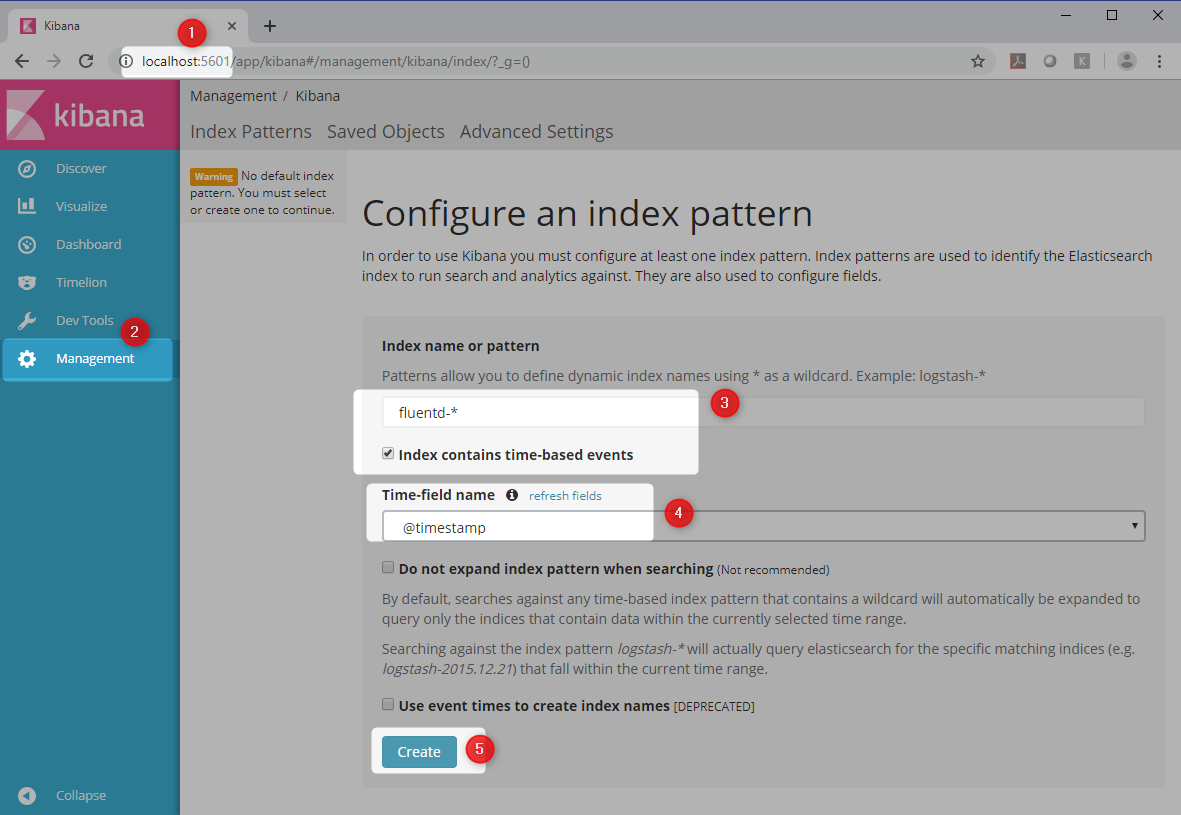 Kibana
1
localhost:5601/app/kibana#/management/kibana/index/?_g=()
K
kibana
Management / Kibana
Index Patterns Saved Objects Advanced Settings
Discover
Visualize
Dashboard
Timelion
Dev Tools
2
Management
Collapse
Warning No default index
pattern. You must select
or create one to continue.
Configure an index pattern
In order to use Kibana you must configure at least one index pattern. Index patterns are used to identify the Elasticsearch
index to run search and analytics against. They are also used to configure fields.
Index name or pattern
Patterns allow you to define dynamic index names using * as a wildcard. Example: logstash-*
fluentd-*
3
Index contains time-based events
Time-field name refresh fields
4
@timestamp
Do not expand index pattern when searching (Not recommended)
By default, searches against any time-based index pattern that contains a wildcard will automatically be expanded to
query only the indices that contain data within the currently selected time range.
Searching against the index pattern logstash-* will actually query elasticsearch for the specific matching indices (e.g.
logstash-2015.12.21) that fall within the current time range.
Use event times to create index names [DEPRECATED]
Create
5